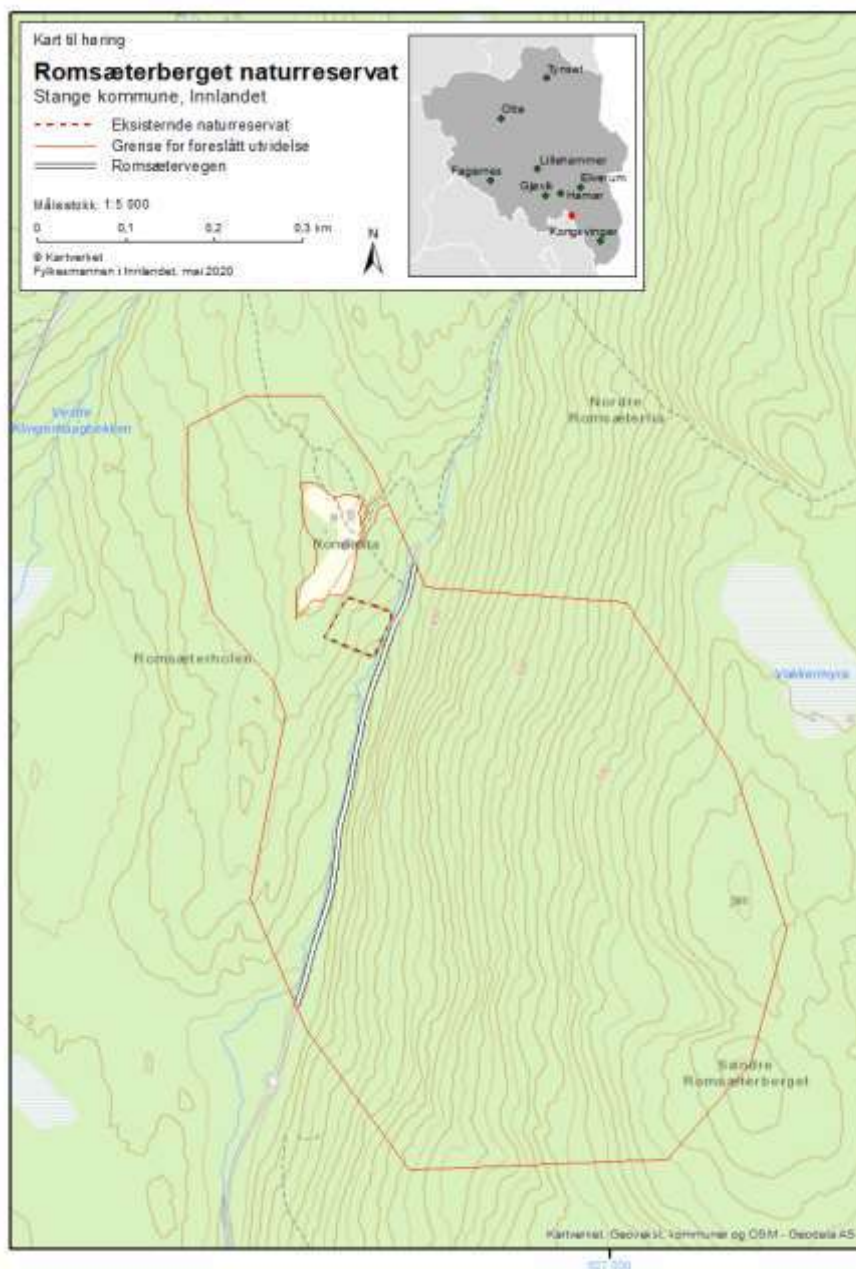 Kart til høring
Romsæterberget naturreservat
Stange kommune, Innlandet
Eksisternde naturreservat
Grense for foreslått utvidelse
Romsætervegen
Målestokk: 1:5 000
0 0,1 0,2 0,3 km
N
© Kartverket
Fylkesmannen i Innlandet, mai 2020
Tynset
Otta
Lillehammer
Fagernes
Elverum
Gjøvik
Hamar
Kongsvinger
Nordre
Romsæterlia
Vestre
Romsæterholen
Søndre
Romsæterberget
Kartverket, Geovekst, kommuner og OSM - Geodata AS